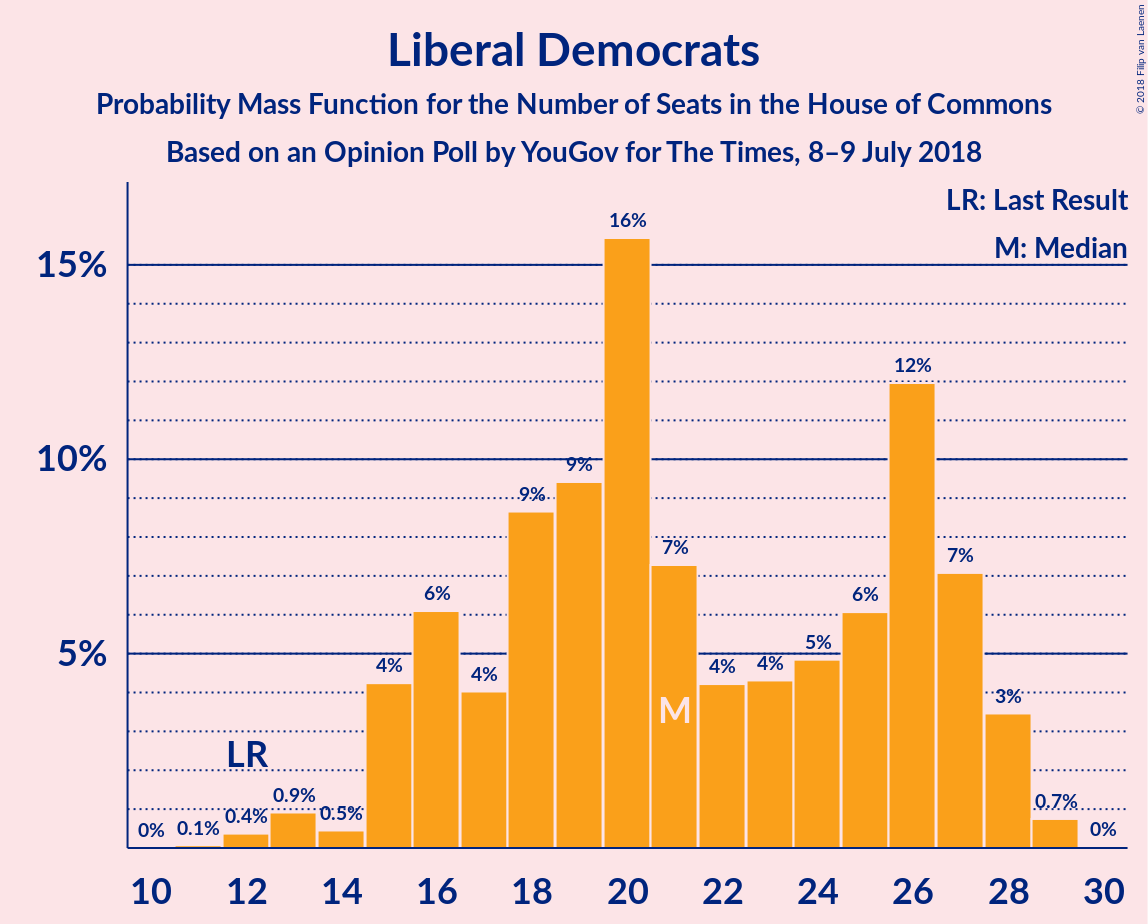 Liberal Democrats
Probability Mass Function for the Number of Seats in the House of Commons
Based on an Opinion Poll by YouGov for The Times, 8–9 July 2018
© 2018 Filip van Laenen
LR: Last Result
M: Median
15%
10%
5%
0%
0.1%
0.4%
0.9%
0.5%
4%
6%
4%
9%
9%
16%
7%
4%
4%
5%
6%
12%
7%
3%
0.7%
0%
LR
M
10 12 14 16 18 20 22 24 26 28 30